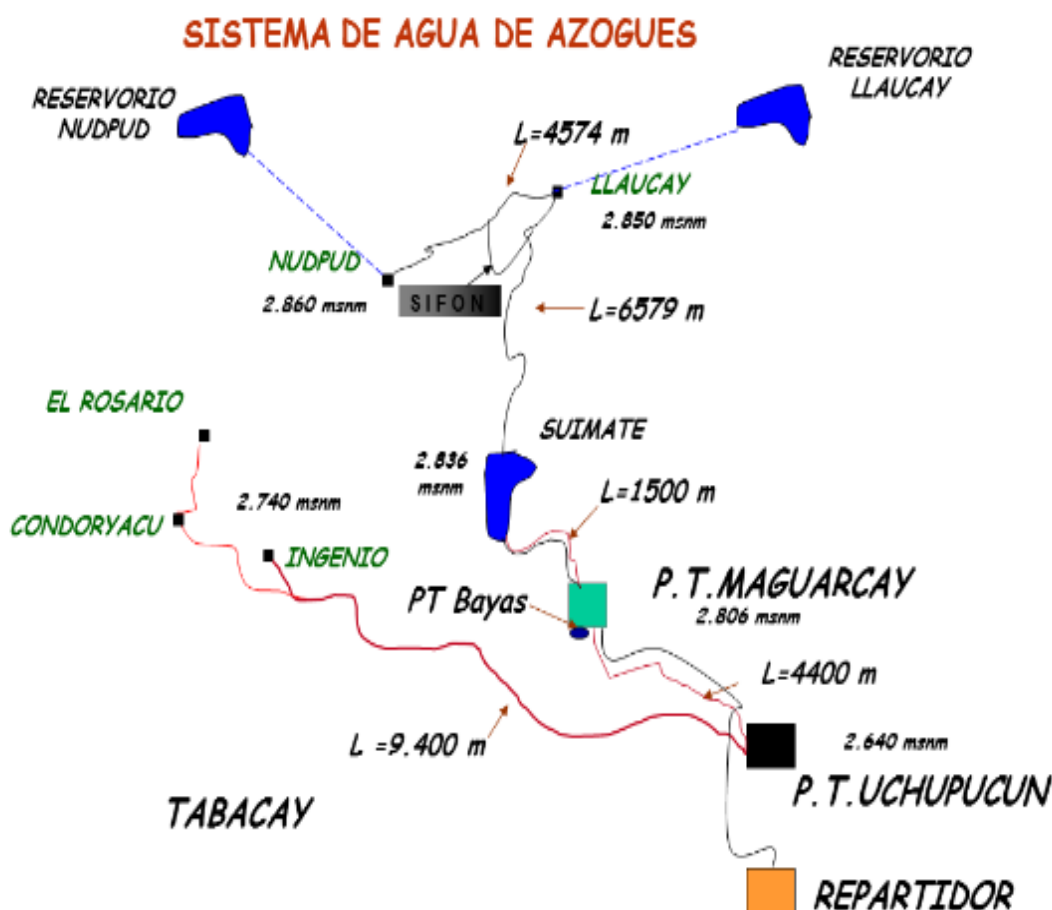 SISTEMA DE AGUA DE AZOGUES
RESERVORIO
NUDPUD
RESERVORIO
LLAUCAY
L=4574 m
LLAUCAY
2.850 msnm
NUDPUD
2.860 msnm
SIFON
L=6579 m
EL ROSARIO
SUIMATE
2.836
msnm
L=1500 m
2.740 msnm
CONDORYACU
INGENIO
PT Bayas
P.T.MAGUARCAY
2.806 msnm
L=4400 m
L =9.400 m
2.640 msnm
P.T.UCHUPUCUN
TABACAY
REPARTIDOR